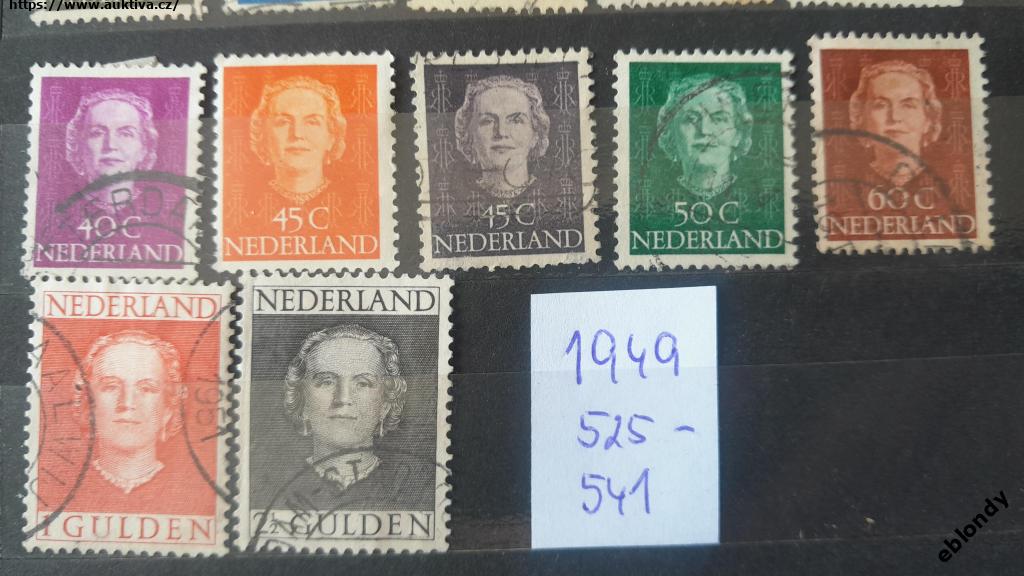 https://www.auktiva.cz/
40 C
NEDERLAND
45 C
NEDERLAND
45 C
NEDERLAND
50 C
NEDERLAND
60 C
NEDERLAND
NEDERLAND
1951
1 GULDEN
NEDERLAND
2½ GULDEN
1949
525 -
541
eblondy